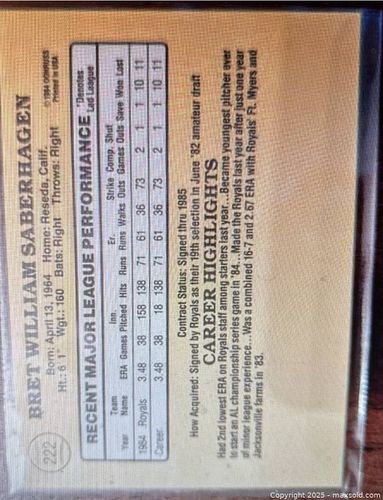 222
BRET WILLIAM SABERHAGEN
©1984 DONRUSS
Printed in USA
Born: April 13, 1964 Home: Reseda, Calif.
Ht.: 6' 1" Wgt.: 160 Bats: Right Throws: Right
RECENT MAJOR LEAGUE PERFORMANCE *Denotes Led League
Year Team Name ERA Games Inn. Pitched Hits Runs Er. Runs Walks Strike Outs Comp. Games Shut Outs Save Won Lost
1984 Royals 3.48 38 158 138 71 61 36 73 2 1 1 10 11
Career 3.48 38 18 138 71 61 36 73 2 1 1 10 11
Contract Status: Signed thru 1985
How Acquired: Signed by Royals as their 19th selection in June '82 amateur draft
CAREER HIGHLIGHTS
Had 2nd lowest ERA on Royals staff among starters last year...Became youngest pitcher ever
to start an AL championship series game in '84...Made the Royals last year after just one year
of minor league experience...Was a combined 16-7 and 2.67 ERA with Royals' Ft. Myers and
Jacksonville farms in '83.
Copyright 2025 - maxsold.com